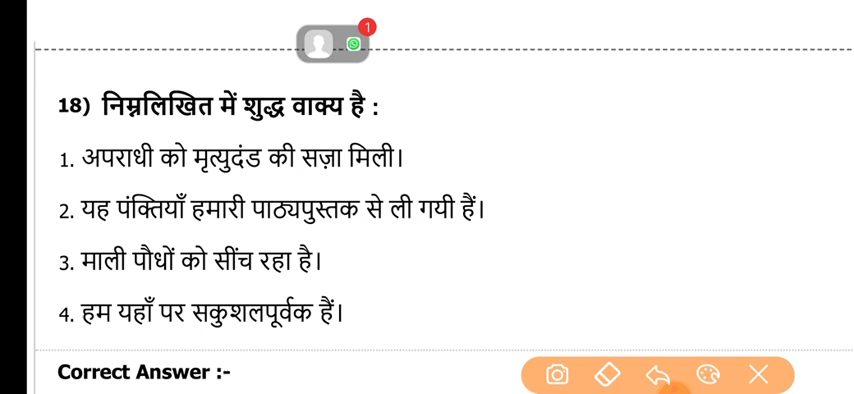 1
18) निम्नलिखित में शुद्ध वाक्य है :
1. अपराधी को मृत्युदंड की सज़ा मिली।
2. यह पंक्तियाँ हमारी पाठ्यपुस्तक से ली गयी हैं।
3. माली पौधों को सींच रहा है।
4. हम यहाँ पर सकुशलपूर्वक हैं।
Correct Answer :-